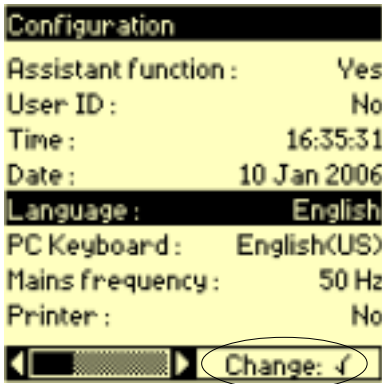 Configuration
Assistant function : Yes
User ID : No
Time : 16:35:31
Date : 10 Jan 2006
Language : English
PC Keyboard : English(US)
Mains frequency : 50 Hz
Printer : No
Change: √